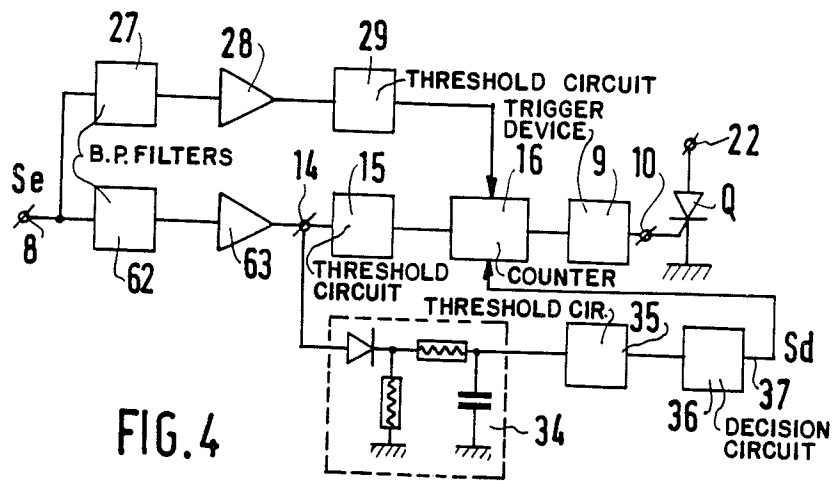 27
28
29
THRESHOLD CIRCUIT
TRIGGER
DEVICE
22
B.P. FILTERS
Se
14
15
16
9
10
Q
8
62
63
THRESHOLD
CIRCUIT
COUNTER
THRESHOLD CIR.
35
Sd
37
36
DECISION
CIRCUIT
34
FIG.4